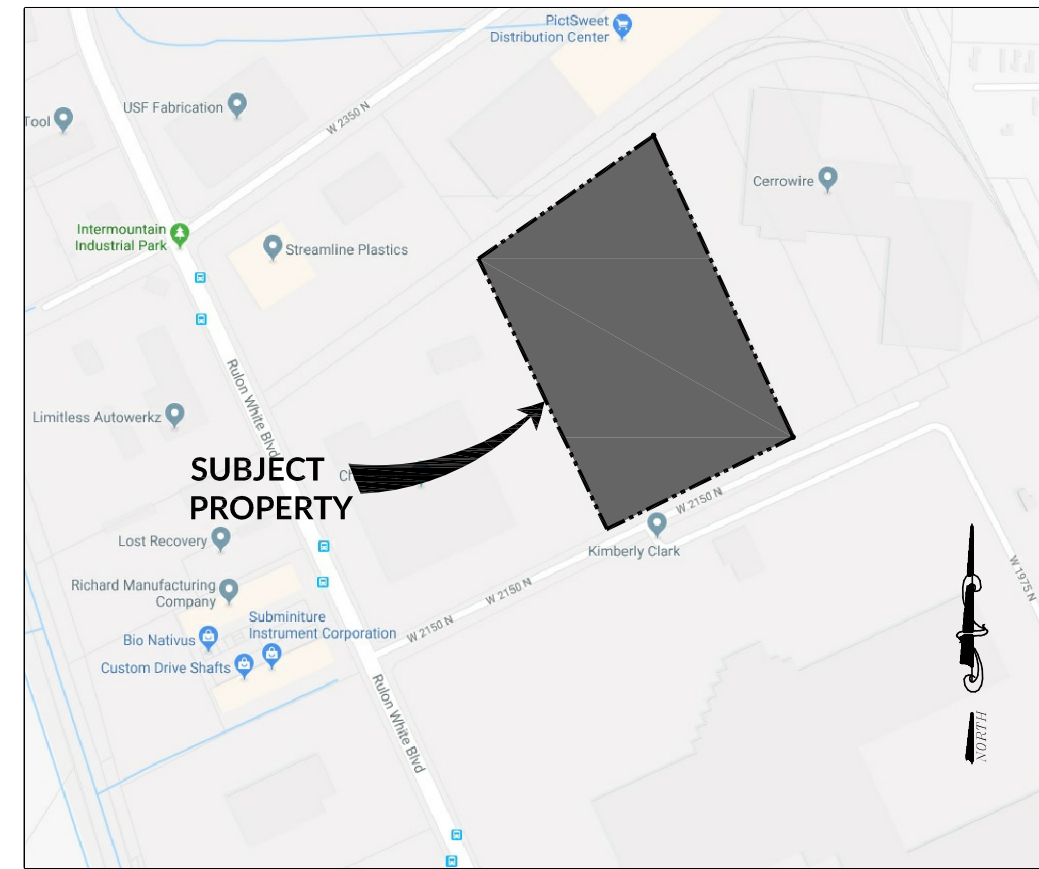 PictSweet
Distribution Center
USF Fabrication
Tool
W 2350 N
Cerrowire
Intermountain
Industrial Park
Streamline Plastics
Rulon White Blvd
Limitless Autowerkz
SUBJECT
PROPERTY
W 2150 N
Lost Recovery
Kimberly Clark
W 1975 N
Richard Manufacturing
Company
W 2150 N
Subminiture
Instrument Corporation
Bio Nativus
W 2150 N
Custom Drive Shafts
Rulon White Blvd
NORTH